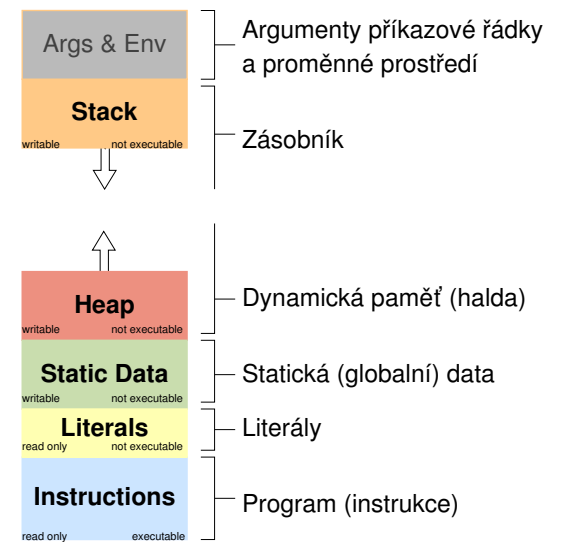 Args & Env
Argumenty příkazové řádky
a proměnné prostředí
Stack
writable not executable
Zásobník
Heap
writable not executable
Dynamická paměť (halda)
Static Data
writable not executable
Statická (globalní) data
Literals
read only not executable
Literály
Instructions
read only executable
Program (instrukce)